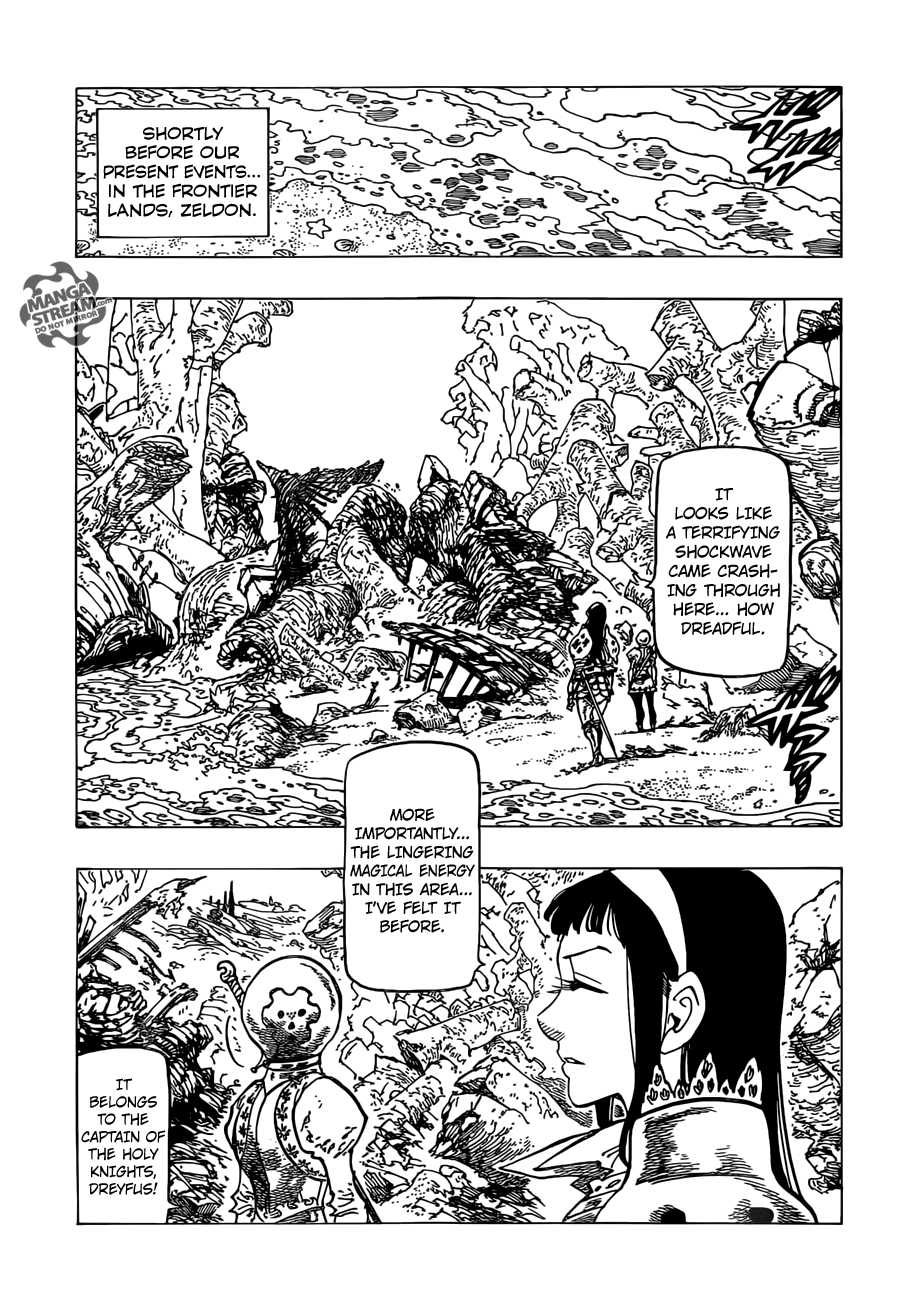 SHORTLY
BEFORE OUR
PRESENT EVENTS...
IN THE FRONTIER
LANDS, ZELDON.
MANGA
STREAM.com
DO NOT MIRROR
IT
LOOKS LIKE
A TERRIFYING
SHOCKWAVE
CAME CRASH-
ING THROUGH
HERE... HOW
DREADFUL.
MORE
IMPORTANTLY...
THE LINGERING
MAGICAL ENERGY
IN THIS AREA...
I'VE FELT IT
BEFORE.
IT
BELONGS
TO THE
CAPTAIN OF
THE HOLY
KNIGHTS,
DREYFUS!